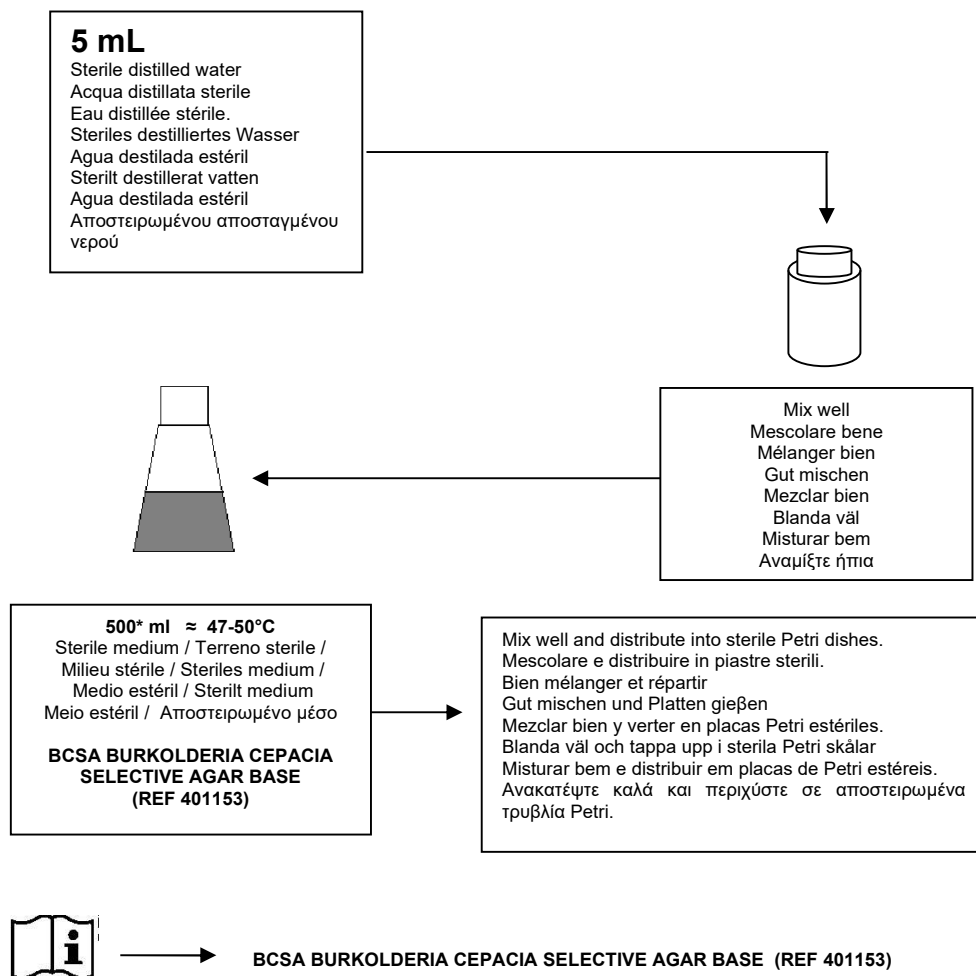 5 mL
Sterile distilled water
Acqua distillata sterile
Eau distillée stérile.
Steriles destilliertes Wasser
Agua destilada estéril
Sterilt destillerat vatten
Agua destilada estéril
Αποστειρωμένου αποσταγμένου
νερού
Mix well
Mescolare bene
Mélanger bien
Gut mischen
Mezclar bien
Blanda väl
Misturar bem
Αναμίξτε ήπια
500* ml ≈ 47-50°C
Sterile medium / Terreno sterile /
Milieu stérile / Steriles medium /
Medio estéril / Sterilt medium
Meio estéril / Αποστειρωμένο μέσο
BCSA BURKOLDERIA CEPACIA
SELECTIVE AGAR BASE
(REF 401153)
Mix well and distribute into sterile Petri dishes.
Mescolare e distribuire in piastre sterili.
Bien mélanger et répartir
Gut mischen und Platten gieβen
Mezclar bien y verter en placas Petri estériles.
Blanda väl och tappa upp i sterila Petri skålar
Misturar bem e distribuir em placas de Petri estéreis.
Ανακατέψτε καλά και περιχύστε σε αποστειρωμένα
τρυβλία Petri.
i
BCSA BURKOLDERIA CEPACIA SELECTIVE AGAR BASE (REF 401153)